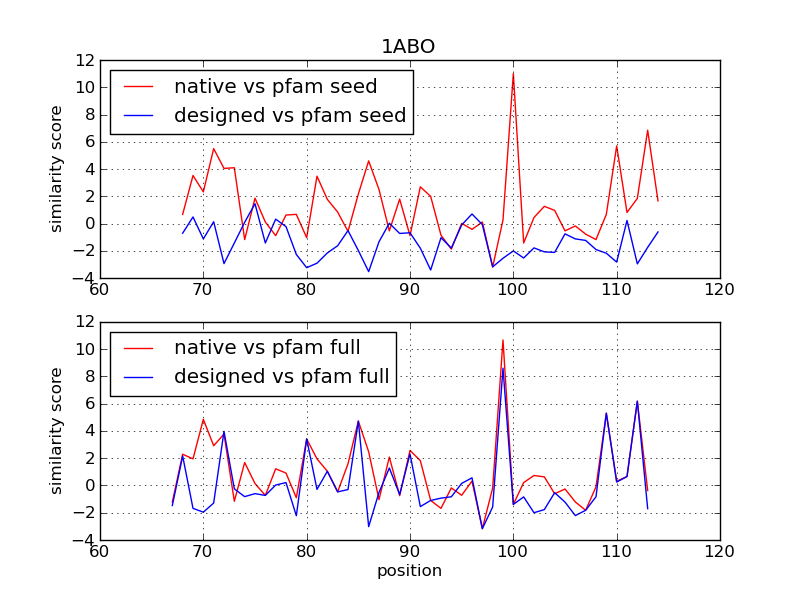 1ABO
12
10
8
6
4
2
0
−2
−4
similarity score
native vs pfam seed
designed vs pfam seed
60 70 80 90 100 110 120
12
10
8
6
4
2
0
−2
−4
similarity score
native vs pfam full
designed vs pfam full
60 70 80 90 100 110 120
position